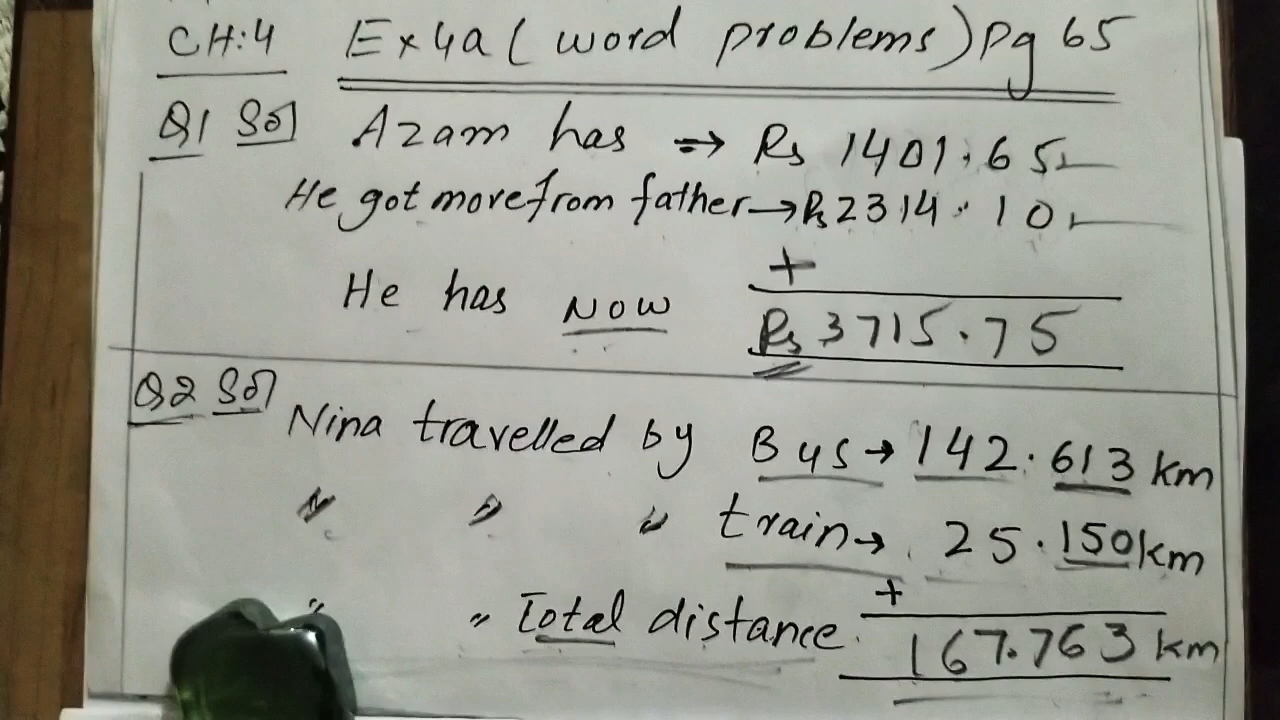 CH:4 Ex4a (word problems) Pg 65
Q1 Sol Azam has → Rs 1401.65
He got more from father → Rs 2314.10
+
He has Now Rs 3715.75
Q2 Sol Nina travelled by Bus → 142.613 km
" " " train → 25.150 km
+
" " Total distance 167.763 km